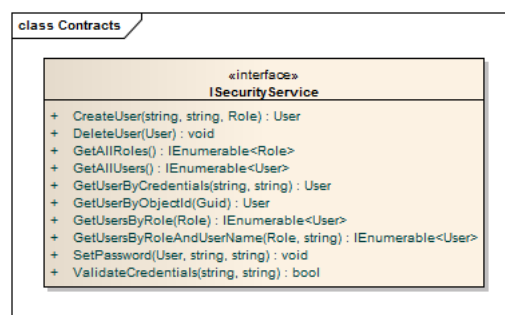 class Contracts
«interface»
ISecurityService
+ CreateUser(string, string, Role) : User
+ DeleteUser(User) : void
+ GetAllRoles() : IEnumerable<Role>
+ GetAllUsers() : IEnumerable<User>
+ GetUserByCredentials(string, string) : User
+ GetUserByObjectId(Guid) : User
+ GetUsersByRole(Role) : IEnumerable<User>
+ GetUsersByRoleAndUserName(Role, string) : IEnumerable<User>
+ SetPassword(User, string, string) : void
+ ValidateCredentials(string, string) : bool